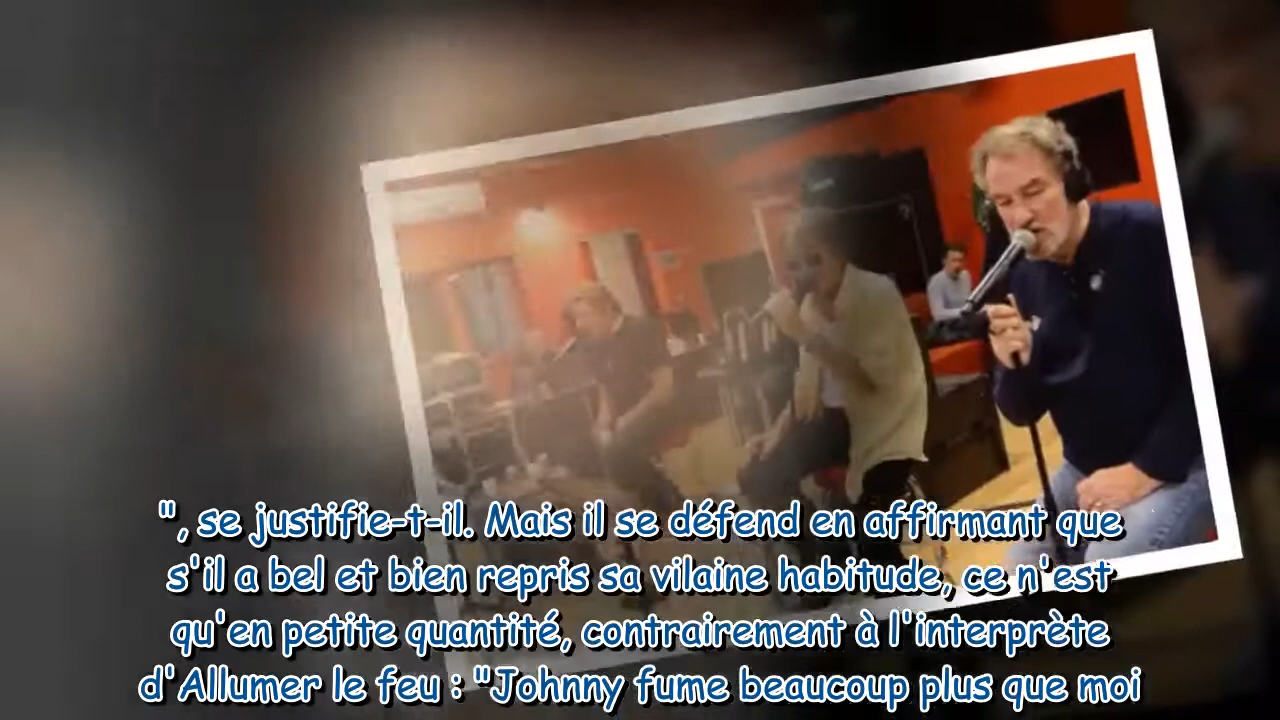 ", se justifie-t-il. Mais il se défend en affirmant que
s'il a bel et bien repris sa vilaine habitude, ce n'est
qu'en petite quantité, contrairement à l'interprète
d'Allumer le feu : "Johnny fume beaucoup plus que moi